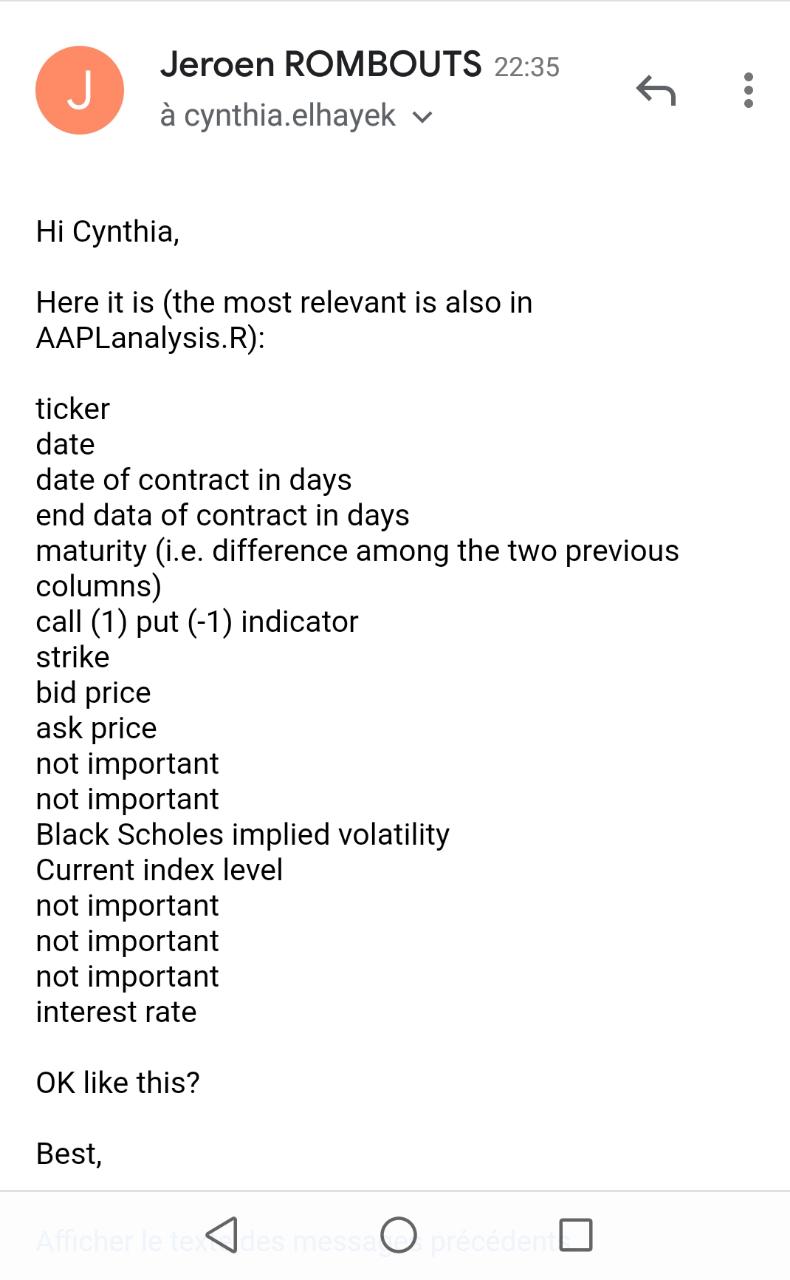 J
Jeroen ROMBOUTS 22:35
à cynthia.elhayek
Hi Cynthia,
Here it is (the most relevant is also in
AAPLanalysis.R):
ticker
date
date of contract in days
end data of contract in days
maturity (i.e. difference among the two previous
columns)
call (1) put (-1) indicator
strike
bid price
ask price
not important
not important
Black Scholes implied volatility
Current index level
not important
not important
not important
interest rate
OK like this?
Best,
Afficher le texte des messages précédents